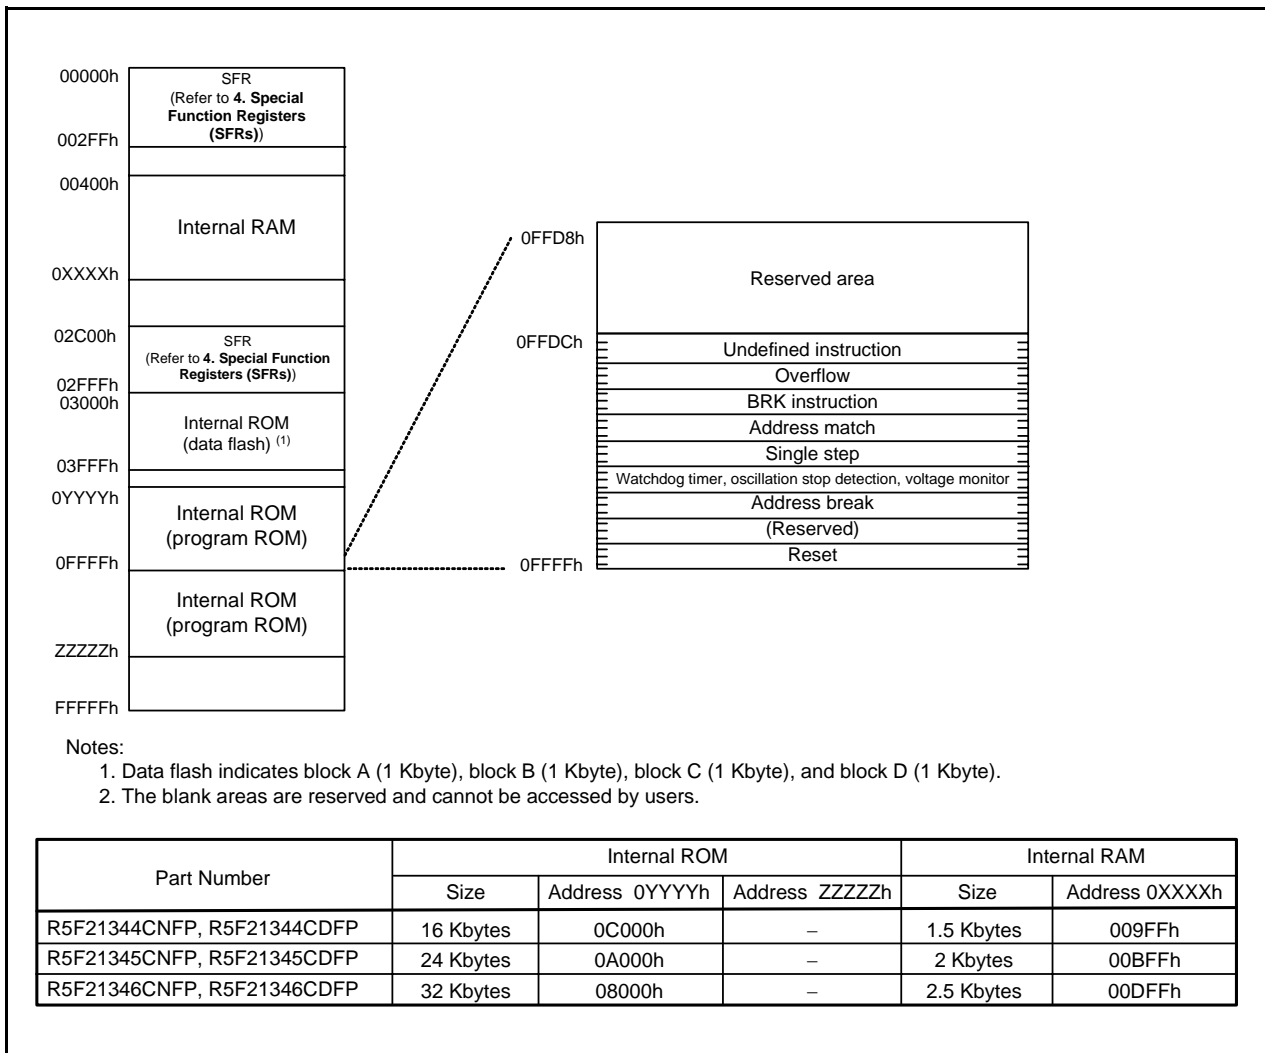 00000h
SFR
(Refer to 4. Special
Function Registers
(SFRs))
002FFh
00400h
Internal RAM
0XXXXh
02C00h
SFR
(Refer to 4. Special Function
Registers (SFRs))
02FFFh
03000h
Internal ROM
(data flash) (1)
03FFFh
0YYYYh
Internal ROM
(program ROM)
0FFFFh
Internal ROM
(program ROM)
ZZZZZh
FFFFFh
0FFD8h
Reserved area
0FFDCh
Undefined instruction
Overflow
BRK instruction
Address match
Single step
Watchdog timer, oscillation stop detection, voltage monitor
Address break
(Reserved)
Reset
0FFFFh
Notes:
1. Data flash indicates block A (1 Kbyte), block B (1 Kbyte), block C (1 Kbyte), and block D (1 Kbyte).
2. The blank areas are reserved and cannot be accessed by users.
Part Number Internal ROM Internal RAM
Size Address 0YYYYh Address ZZZZZh Size Address 0XXXXh
R5F21344CNFP, R5F21344CDFP 16 Kbytes 0C000h – 1.5 Kbytes 009FFh
R5F21345CNFP, R5F21345CDFP 24 Kbytes 0A000h – 2 Kbytes 00BFFh
R5F21346CNFP, R5F21346CDFP 32 Kbytes 08000h – 2.5 Kbytes 00DFFh